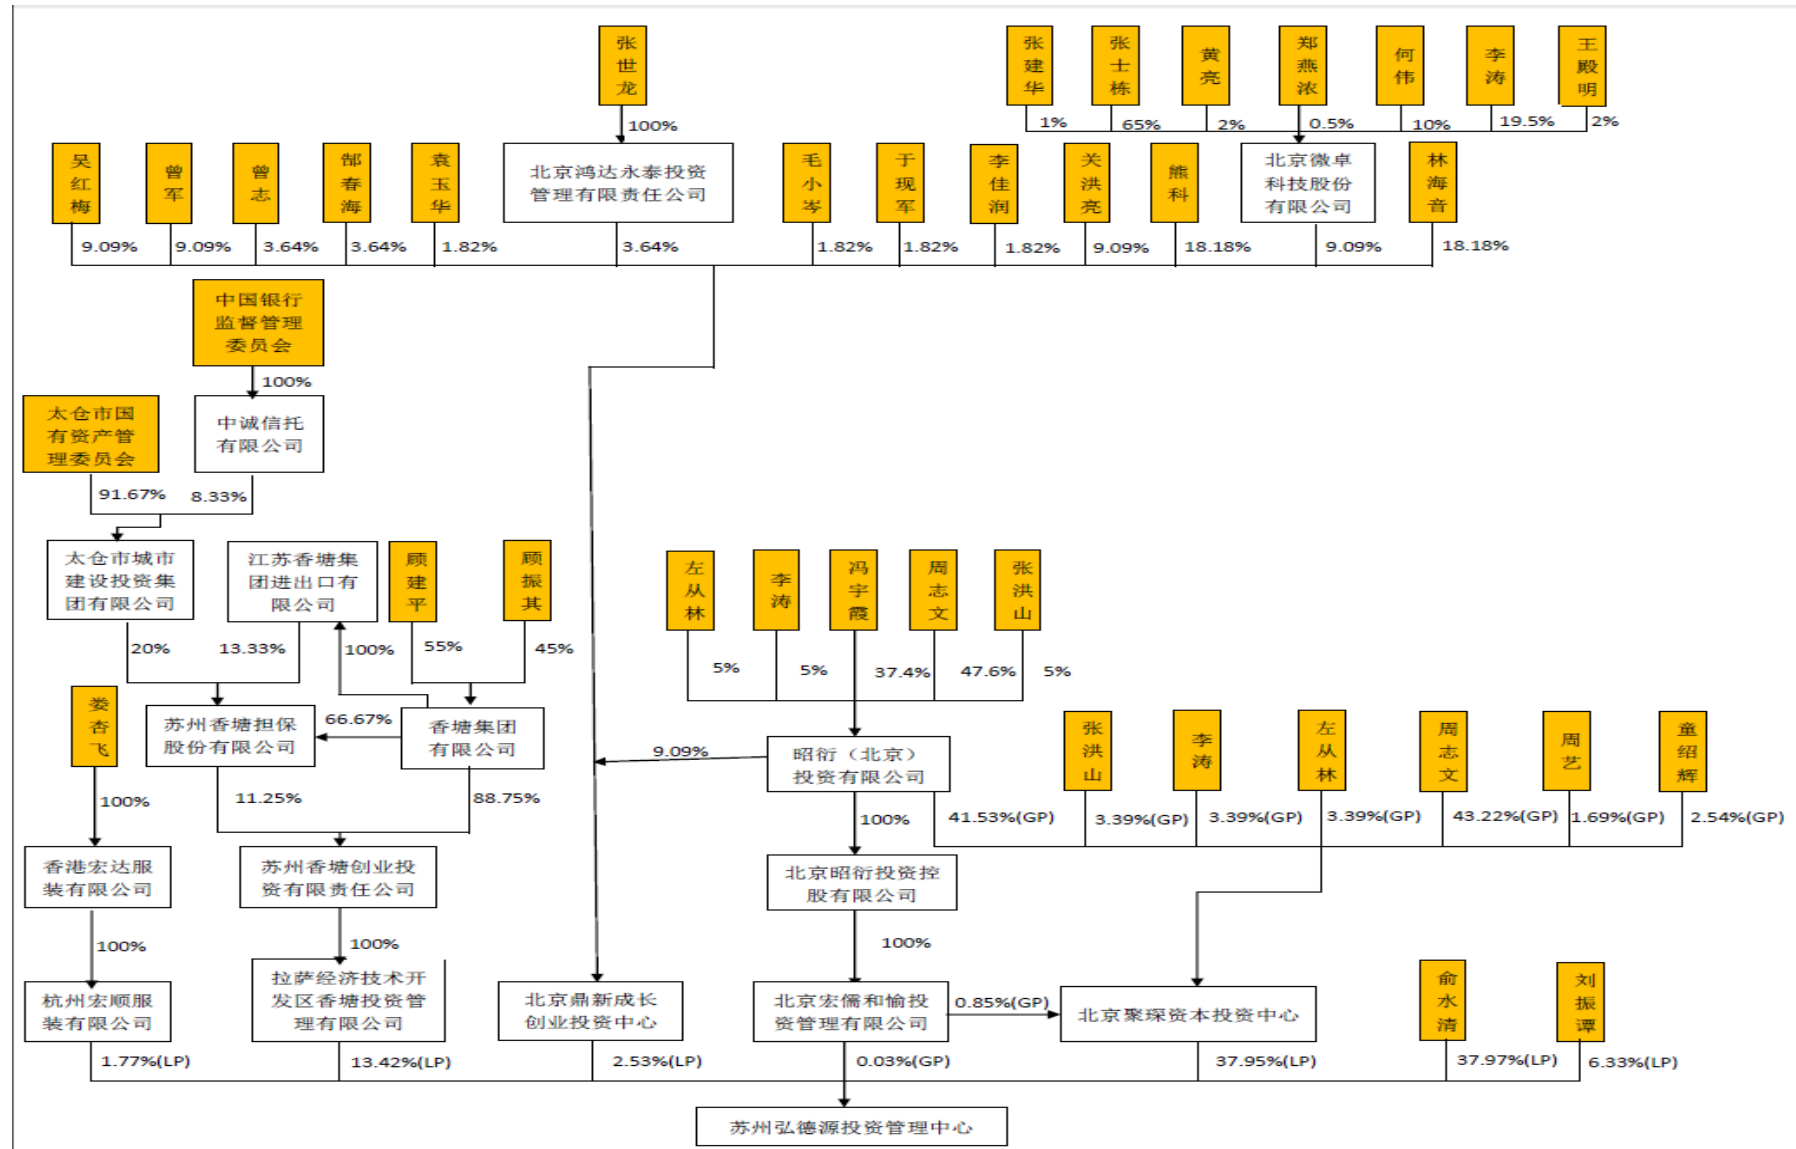 张世龙
张建华
张士栋
黄亮
郑燕浓
何伟
李涛
王殿明
100%
1%
65%
2%
0.5%
10%
19.5%
2%
吴红梅
曾军
曾志
郜春海
袁玉华
北京鸿达永泰投资
管理有限责任公司
毛小岑
于现军
李佳润
关洪亮
熊科
北京微卓
科技股份
有限公司
林海音
9.09%
9.09%
3.64%
3.64%
1.82%
3.64%
1.82%
1.82%
1.82%
9.09%
18.18%
9.09%
18.18%
中国银行
监督管理
委员会
100%
太仓市国
有资产管
理委员会
中诚信托
有限公司
91.67%
8.33%
太仓市城市
建设投资集
团有限公司
江苏香塘集
团进出口有
限公司
顾建平
顾振其
左从林
李涛
冯宇霞
周志文
张洪山
20%
13.33%
100%
55%
45%
5%
5%
37.4%
47.6%
5%
娄杏飞
苏州香塘担保
股份有限公司
66.67%
香塘集团
有限公司
9.09%
昭衍（北京）
投资有限公司
张洪山
李涛
左从林
周志文
周艺
童绍辉
100%
11.25%
88.75%
100%
41.53%(GP)
3.39%(GP)
3.39%(GP)
3.39%(GP)
43.22%(GP)
1.69%(GP)
2.54%(GP)
香港宏达服
装有限公司
苏州香塘创业投
资有限责任公司
北京昭衍投资控
股有限公司
100%
100%
100%
杭州宏顺服
装有限公司
拉萨经济技术开
发区香塘投资管
理有限公司
北京鼎新成长
创业投资中心
北京宏儒和愉投
资管理有限公司
0.85%(GP)
北京聚琛资本投资中心
俞水清
刘振谭
1.77%(LP)
13.42%(LP)
2.53%(LP)
0.03%(GP)
37.95%(LP)
37.97%(LP)
6.33%(LP)
苏州弘德源投资管理中心